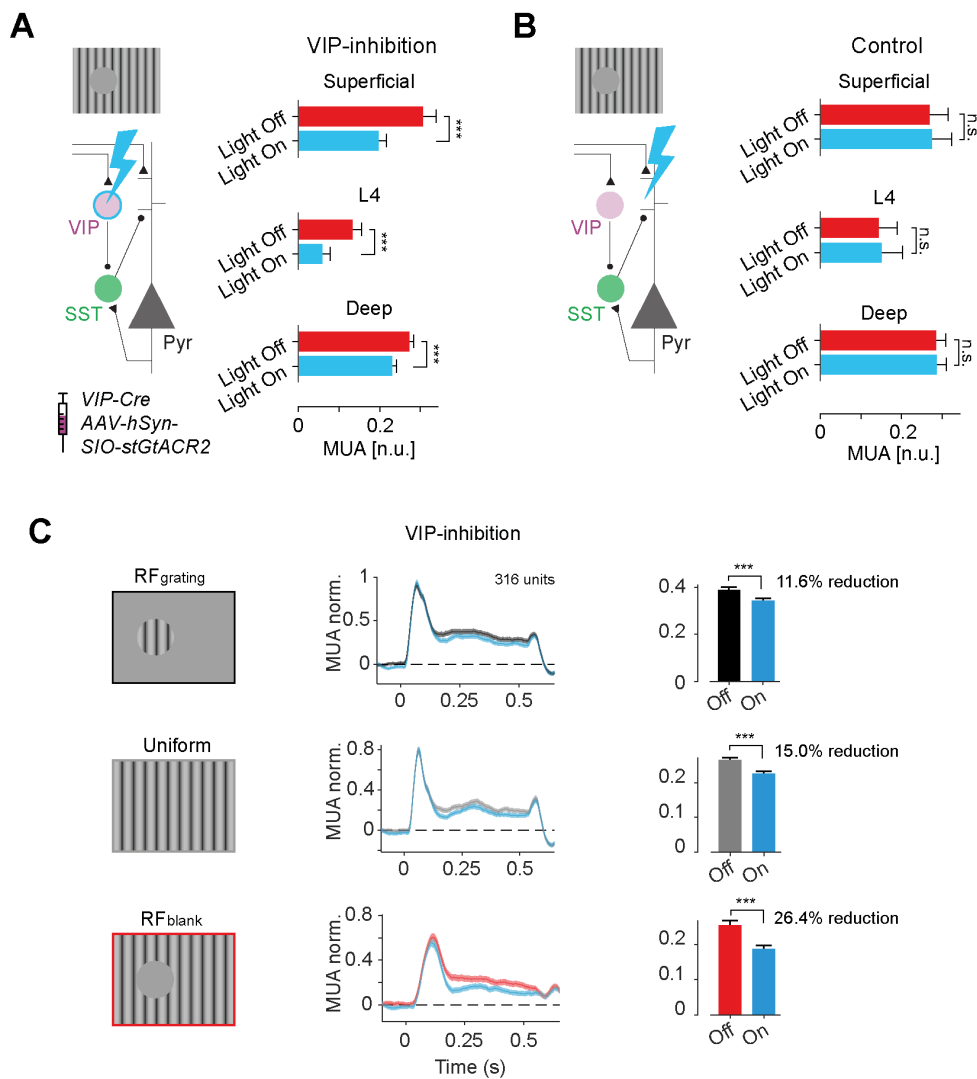 A
VIP-inhibition
Superficial
Light Off
Light On
***
L4
Light Off
Light On
***
Deep
Light Off
Light On
***
0
0.2
MUA [n.u.]
VIP
SST
Pyr
VIP-Cre
AAV-hSyn-
SIO-stGtACR2
B
Control
Superficial
Light Off
Light On
n.s.
L4
Light Off
Light On
n.s.
Deep
Light Off
Light On
n.s.
0
0.2
MUA [n.u.]
VIP
SST
Pyr
C
VIP-inhibition
RFgrating
MUA norm.
1
0.5
0
316 units
0
0.25
0.5
0.4
0.2
0
***
11.6% reduction
Off
On
Uniform
MUA norm.
0.8
0.4
0
0
0.25
0.5
0.2
0.1
0
***
15.0% reduction
Off
On
RFblank
MUA norm.
0.8
0.4
0
0
0.25
0.5
Time (s)
0.2
0.1
0
***
26.4% reduction
Off
On